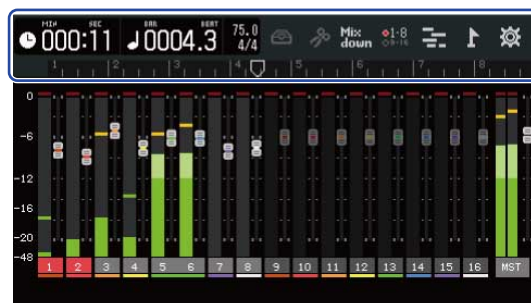 MIN SEC BAR BEAT
000:11 0004.3 75.0 4/4 Mix down 1-8 9-16
1 2 3 4 5 6 7 8
0
-6
-12
-16
-20
-48
1 2 3 4 5 6 7 8 9 10 11 12 13 14 15 16 MST